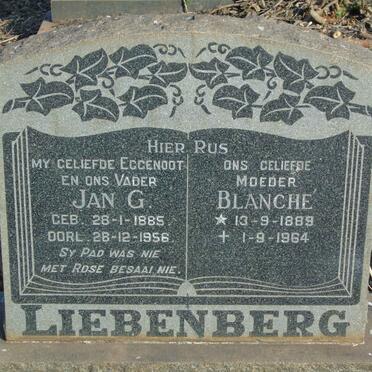 HIER RUS
MY GELIEFDE EGGENOOT
EN ONS VADER
JAN G.
GEB. 28-1-1885.
OORL. 28-12-1956.
SY PAD WAS NIE
MET ROSE BESAAI NIE.
ONS GELIEFDE
MOEDER
BLANCHÉ
* 13-9-1889
+ 1-9-1964
LIEBENBERG